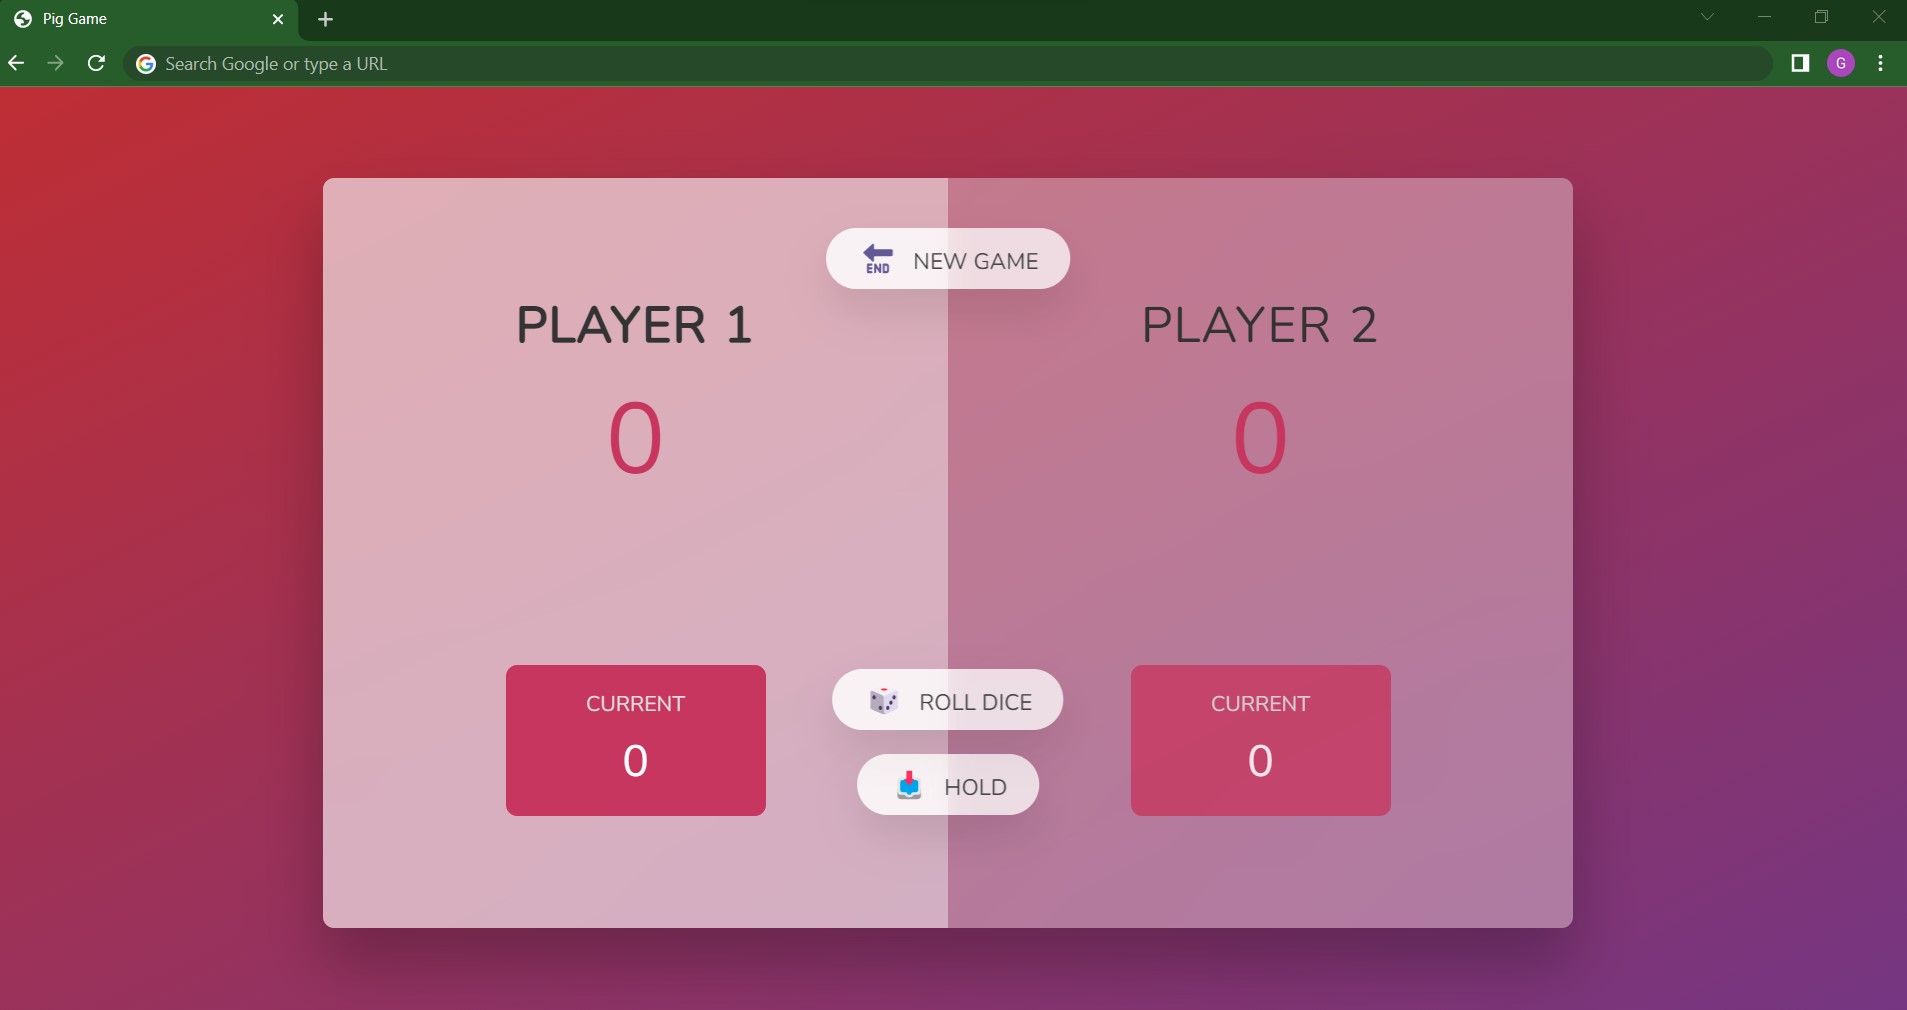 Pig Game
Search Google or type a URL
G
END NEW GAME
PLAYER 1
0
PLAYER 2
0
CURRENT
0
ROLL DICE
HOLD
CURRENT
0